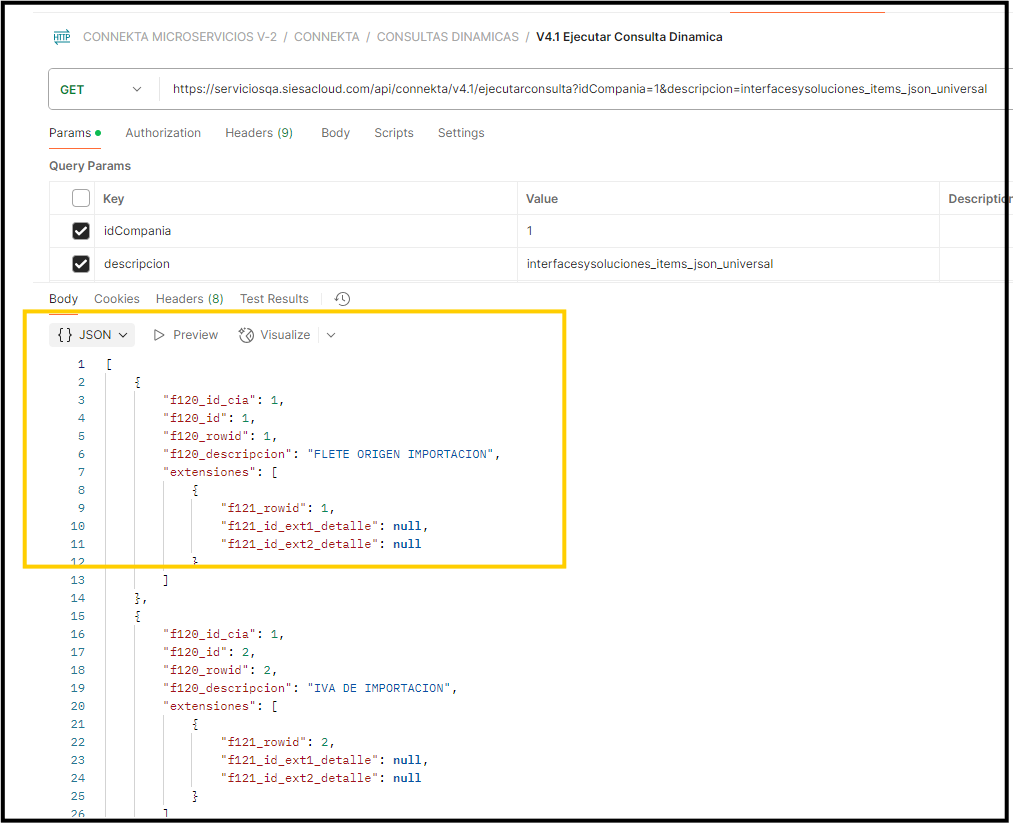 HTTP CONNEKTA MICROSERVICIOS V-2 / CONNEKTA / CONSULTAS DINAMICAS / V4.1 Ejecutar Consulta Dinamica
GET https://serviciosqa.siesacloud.com/api/connekta/v4.1/ejecutarconsulta?idCompania=1&descripcion=interfacesysoluciones_items_json_universal
Params Authorization Headers (9) Body Scripts Settings
Query Params
Key Value Description
idCompania 1
descripcion interfacesysoluciones_items_json_universal
Body Cookies Headers (8) Test Results
{} JSON Preview Visualize
1 [
2 {
3 "f120_id_cia": 1,
4 "f120_id": 1,
5 "f120_rowid": 1,
6 "f120_descripcion": "FLETE ORIGEN IMPORTACION",
7 "extensiones": [
8 {
9 "f121_rowid": 1,
10 "f121_id_ext1_detalle": null,
11 "f121_id_ext2_detalle": null
12 }
13 ]
14 },
15 {
16 "f120_id_cia": 1,
17 "f120_id": 2,
18 "f120_rowid": 2,
19 "f120_descripcion": "IVA DE IMPORTACION",
20 "extensiones": [
21 {
22 "f121_rowid": 2,
23 "f121_id_ext1_detalle": null,
24 "f121_id_ext2_detalle": null
25 }
26 ]